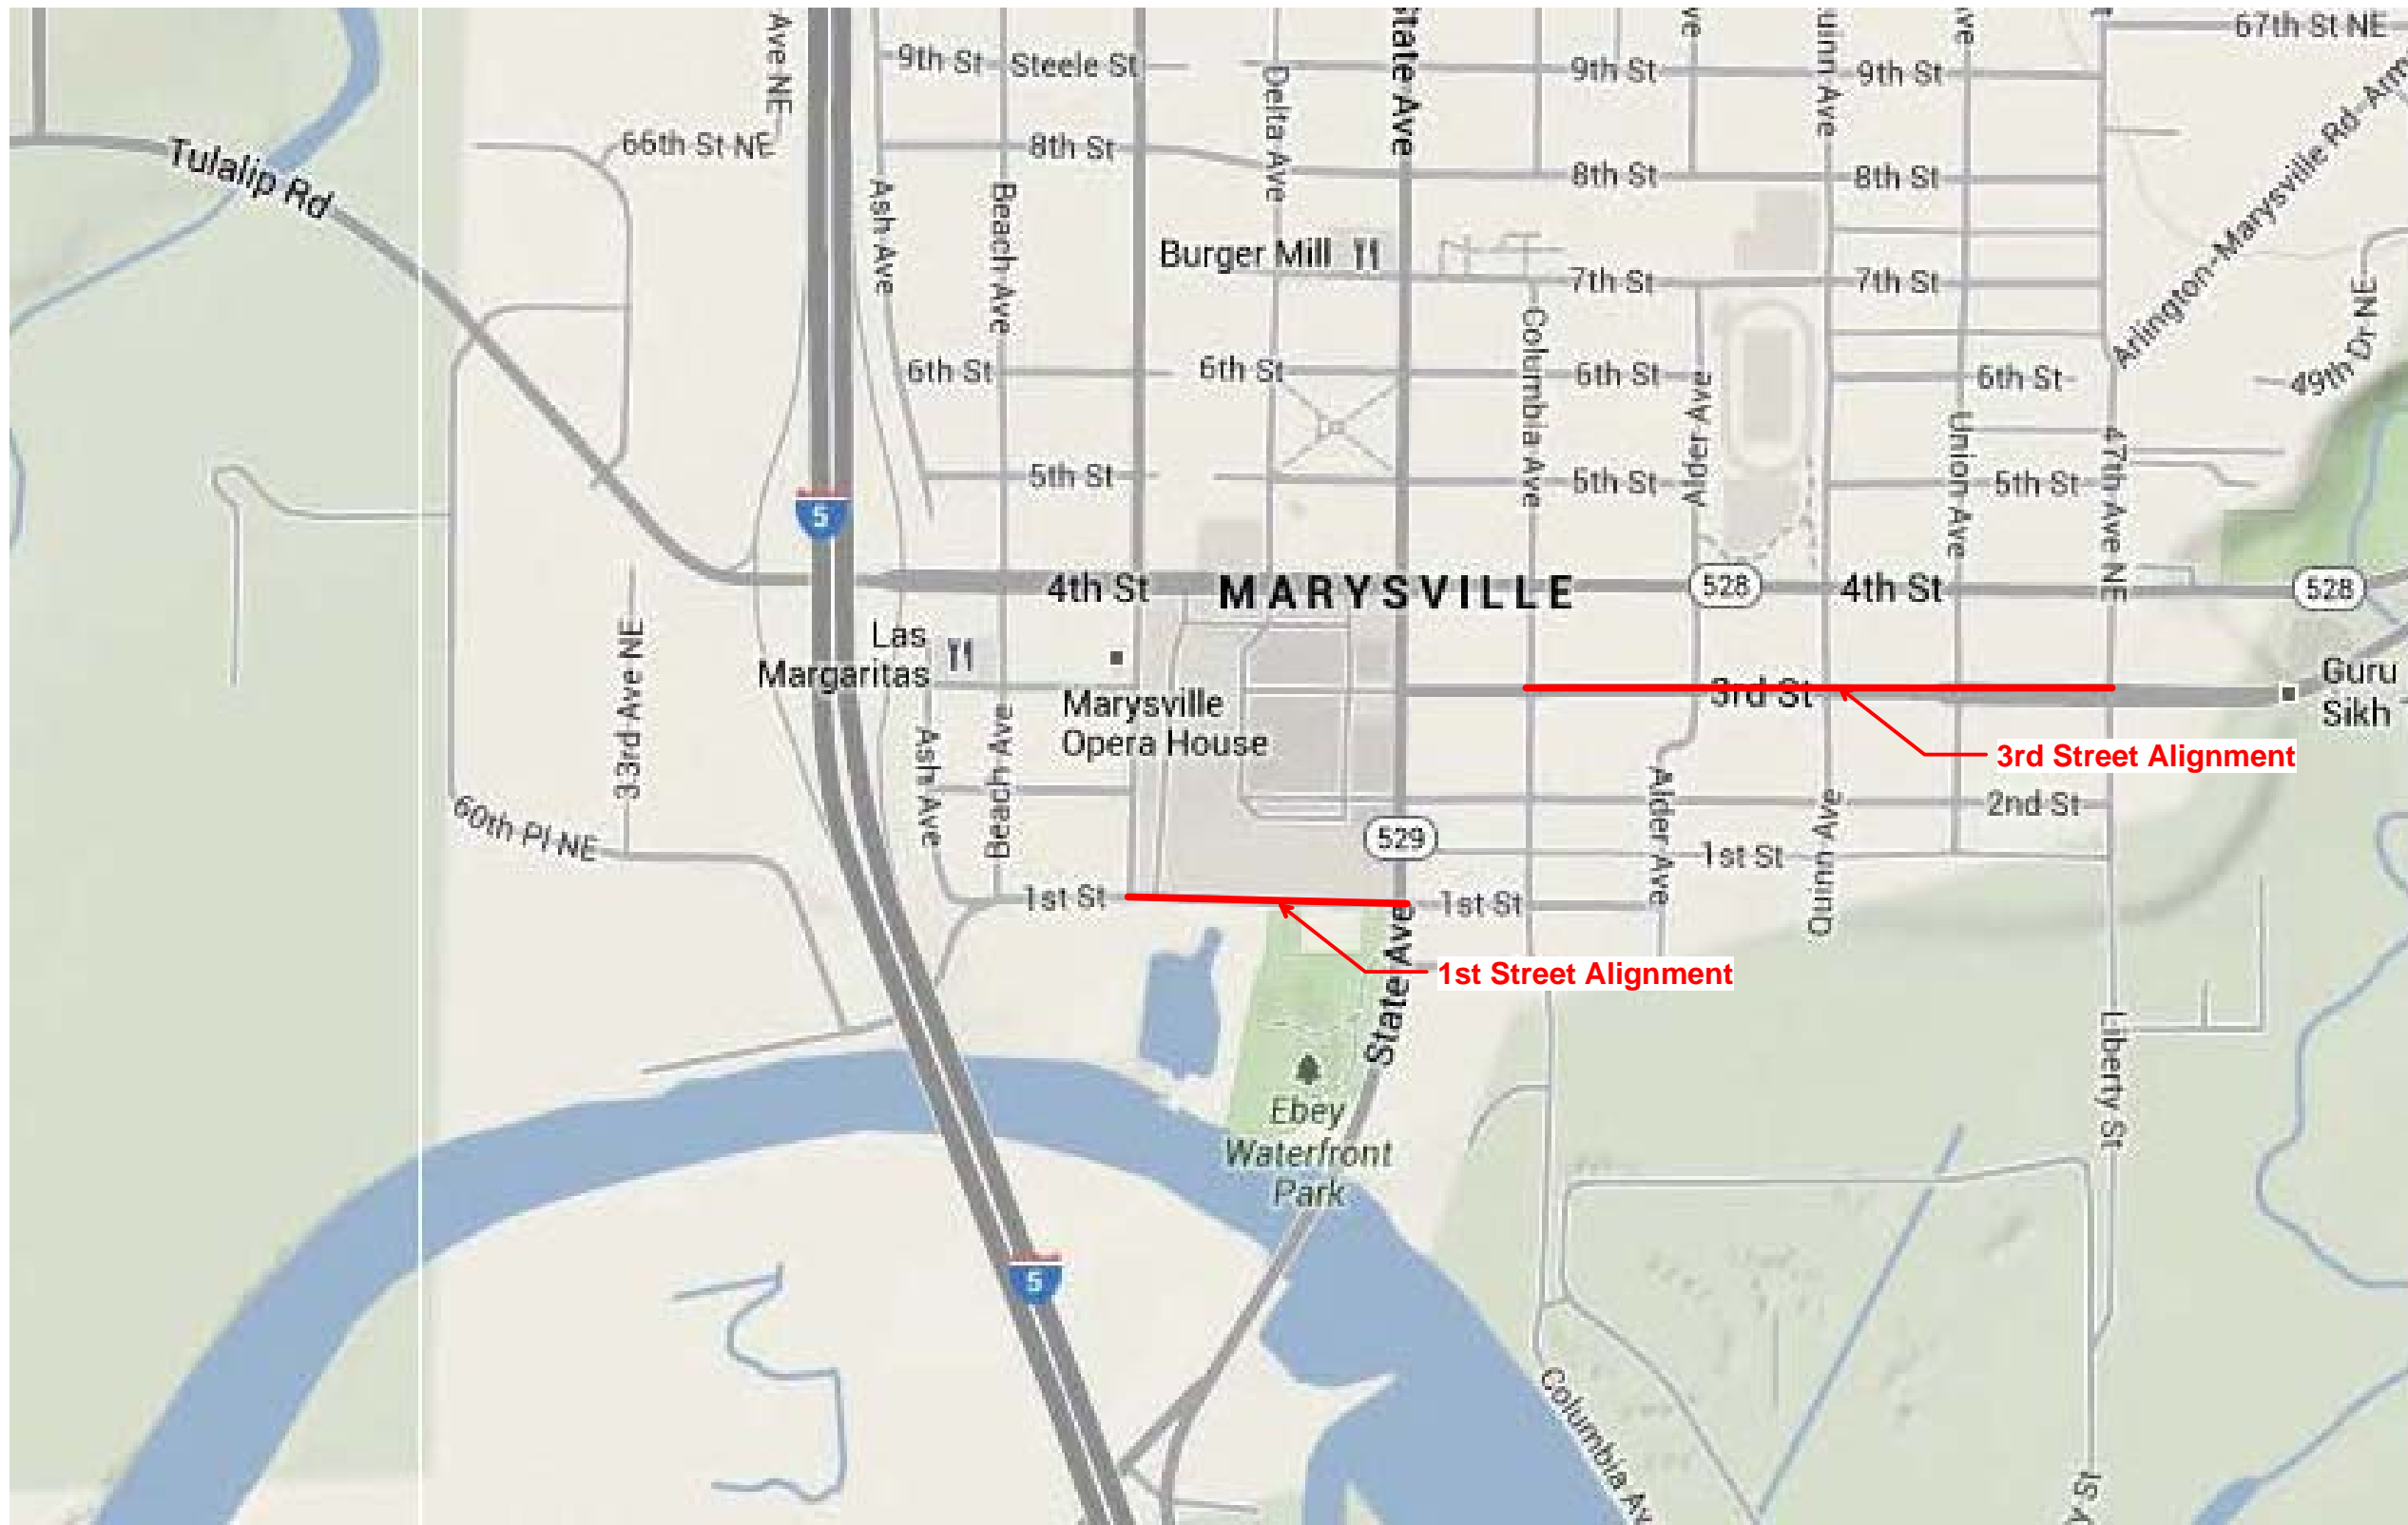 Ave NE
State Ave
67th St NE
9th St
Steele St
9th St
9th St
Delta Ave
Tulalip Rd
66th St NE
8th St
8th St
8th St
Arlington-Marysville Rd-Arm
Ash Ave
Beach Ave
Burger Mill
7th St
7th St
49th Dr NE
6th St
6th St
Columbia Ave
6th St
Alder Ave
6th St
5th St
5th St
Union Ave
5th St
47th Ave NE
5
4th St
MARYSVILLE
528
4th St
528
33rd Ave NE
Las
Margaritas
Marysville
Opera House
3rd St
Guru
Sikh
3rd Street Alignment
Ash Ave
Beach Ave
60th Pl NE
529
Alder Ave
Quinn Ave
2nd St
1st St
1st St
1st St
State Ave
1st Street Alignment
Liberty St
Ebey
Waterfront
Park
5
Columbia Av
y St